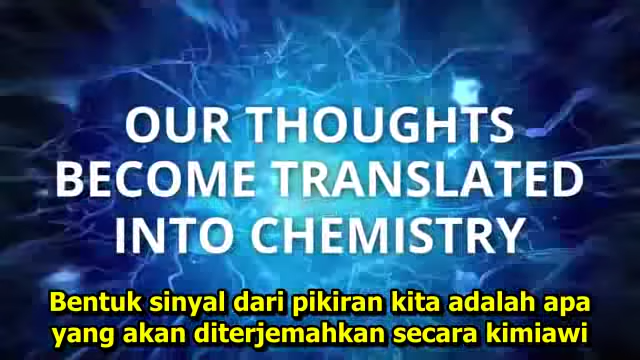 OUR THOUGHTS
BECOME TRANSLATED
INTO CHEMISTRY
Bentuk sinyal dari pikiran kita adalah apa
yang akan diterjemahkan secara kimiawi